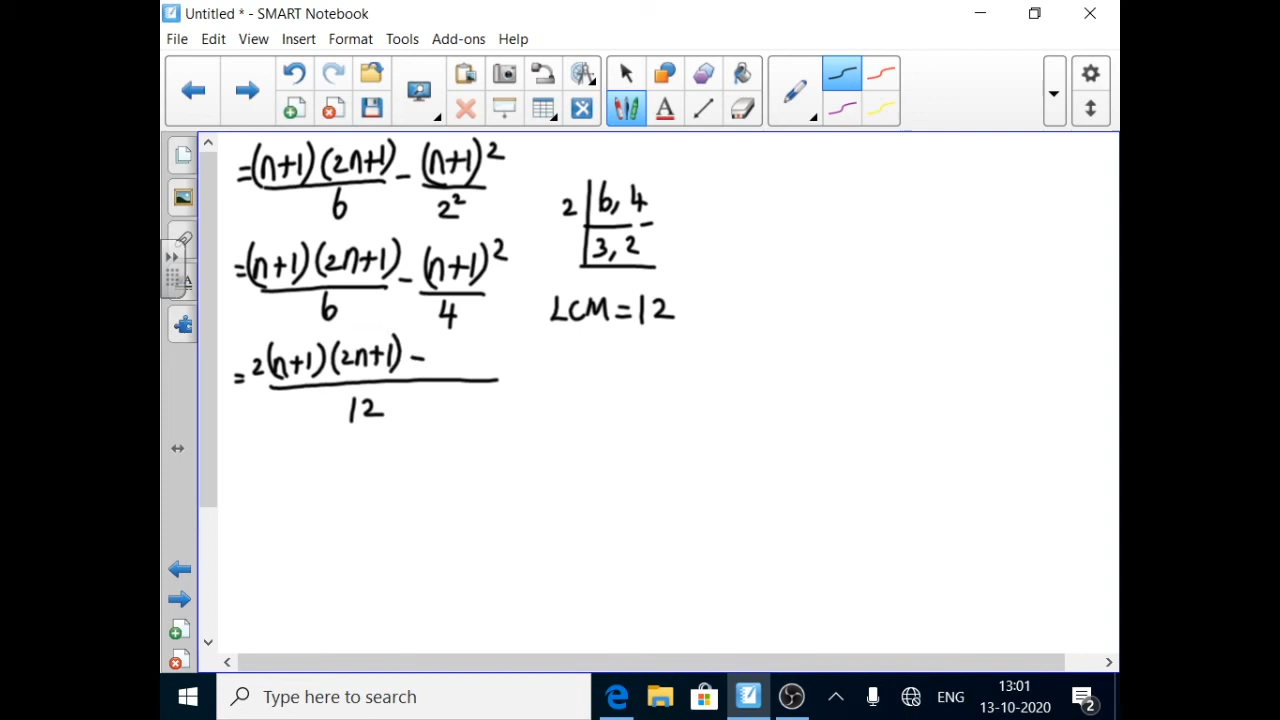 Untitled * - SMART Notebook
File Edit View Insert Format Tools Add-ons Help
=(n+1)(2n+1)/6 - (n+1)²/2²
2 | 6, 4
3, 2
=(n+1)(2n+1)/6 - (n+1)²/4
LCM=12
=2(n+1)(2n+1) - /12
Type here to search
ENG
13:01
13-10-2020
2